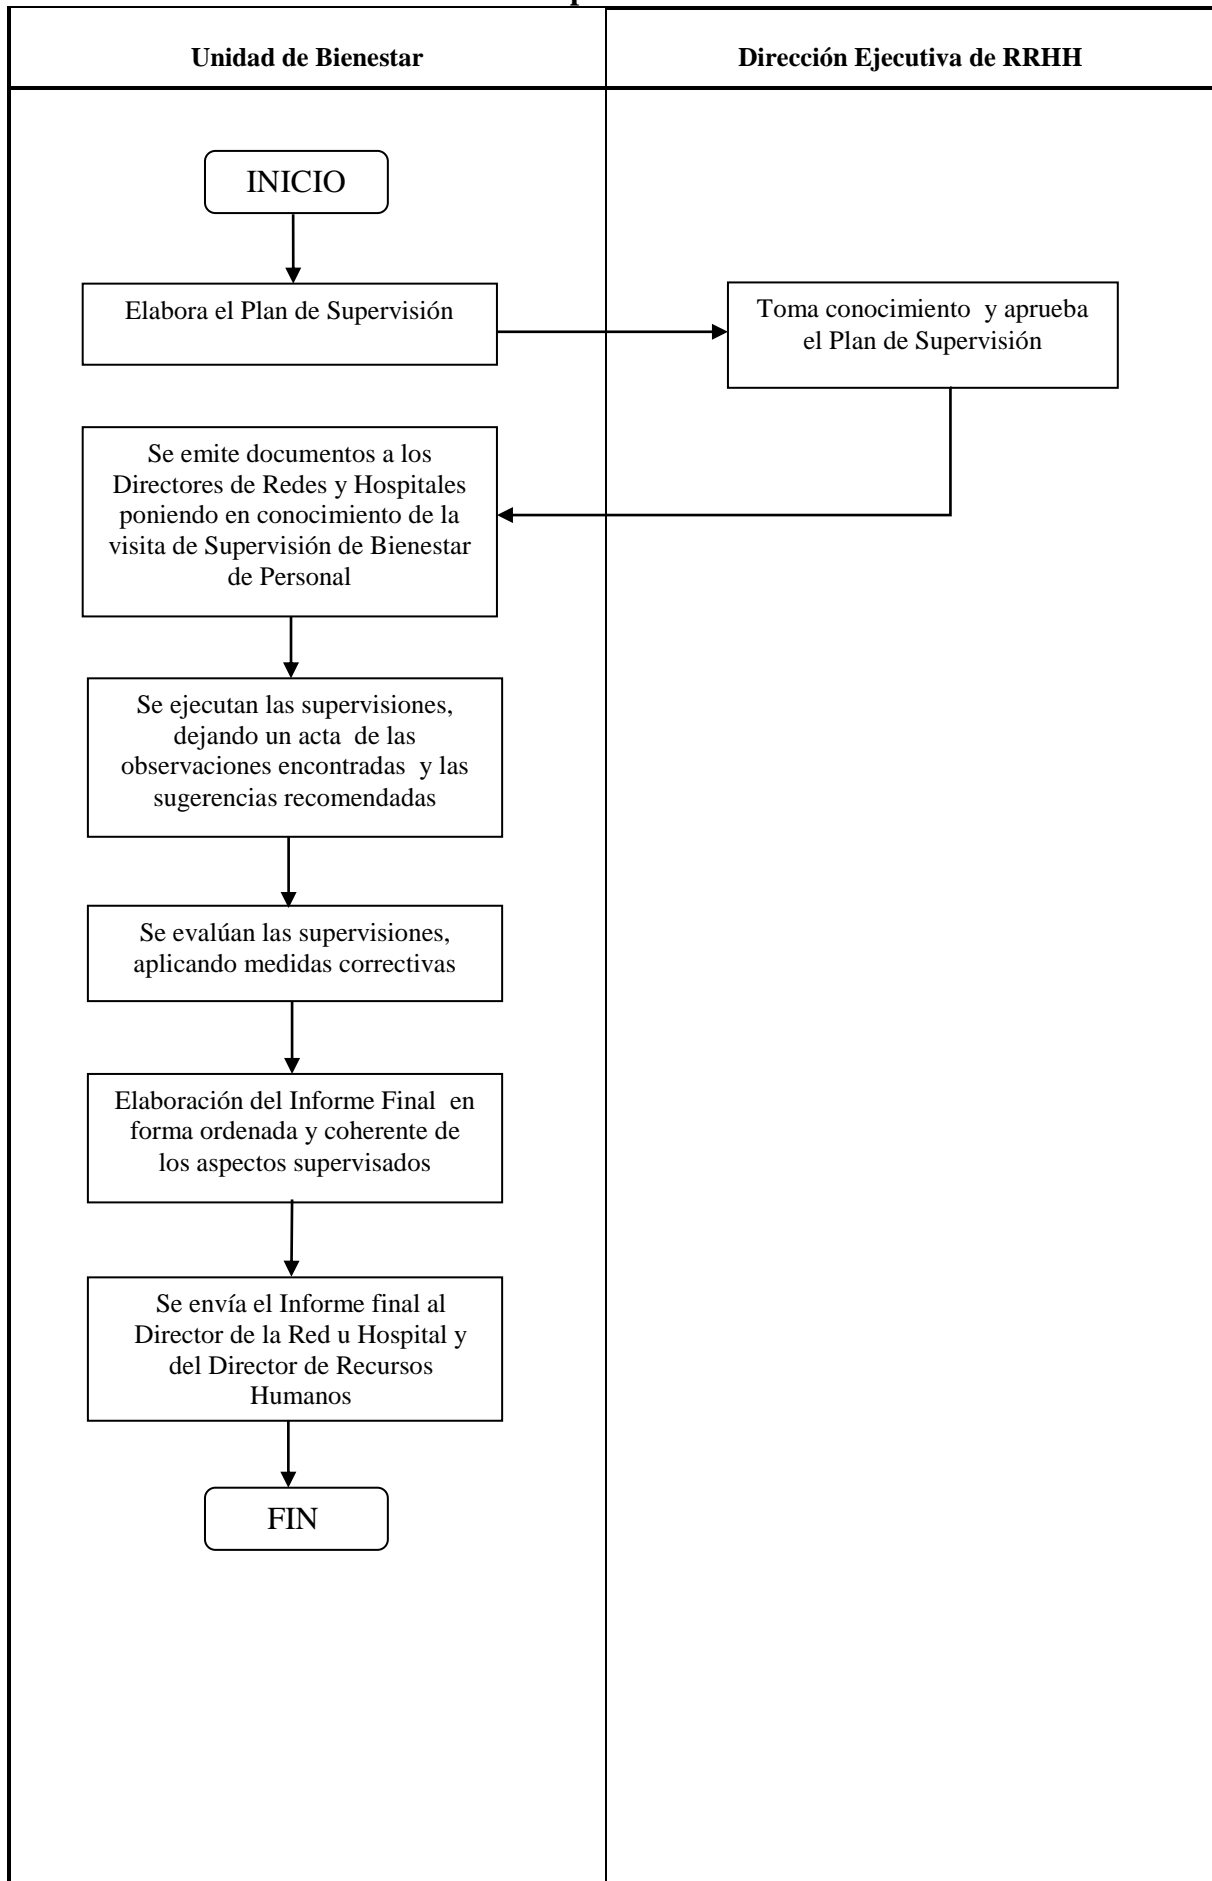 Unidad de Bienestar
Dirección Ejecutiva de RRHH
INICIO
Elabora el Plan de Supervisión
Toma conocimiento y aprueba
el Plan de Supervisión
Se emite documentos a los
Directores de Redes y Hospitales
poniendo en conocimiento de la
visita de Supervisión de Bienestar
de Personal
Se ejecutan las supervisiones,
dejando un acta de las
observaciones encontradas y las
sugerencias recomendadas
Se evalúan las supervisiones,
aplicando medidas correctivas
Elaboración del Informe Final en
forma ordenada y coherente de
los aspectos supervisados
Se envía el Informe final al
Director de la Red u Hospital y
del Director de Recursos
Humanos
FIN